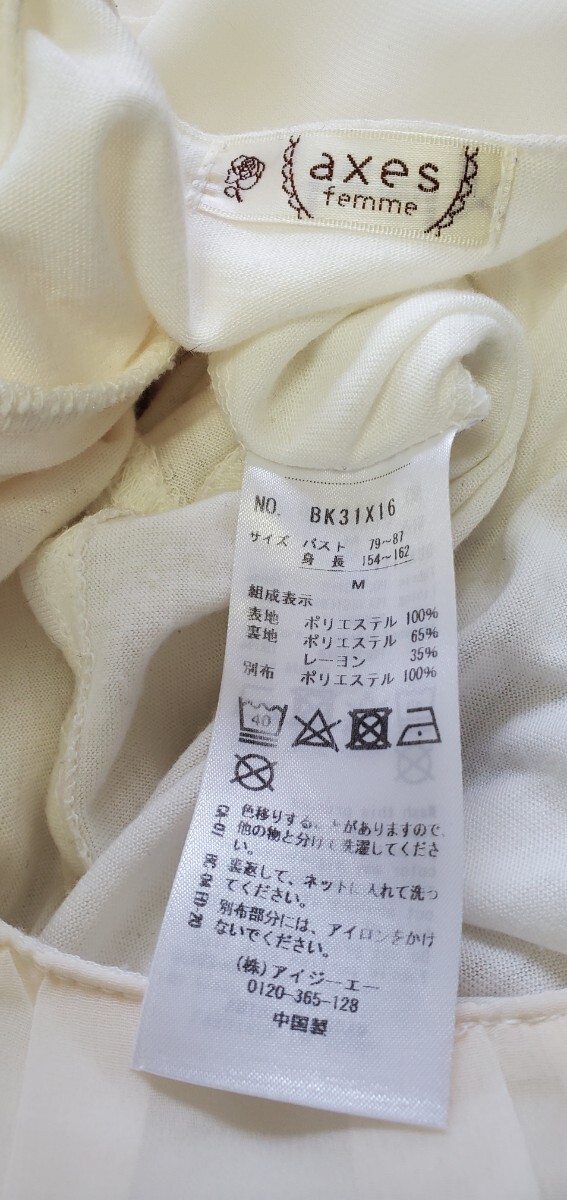 axes
femme
NO. BK31X16
サイズ バスト 79~87
身長 154~162
M
組成表示
表地 ポリエステル 100%
裏地 ポリエステル 65%
レーヨン 35%
別布 ポリエステル 100%
40
色移りする がありますので、
他の物と分け 洗濯してくださ
い。
裏返して、ネットに入れて洗っ
てください。
別布部分には、アイロンをかけ
ないでください。
(株)アイジーエー
0120-365-128
中国製